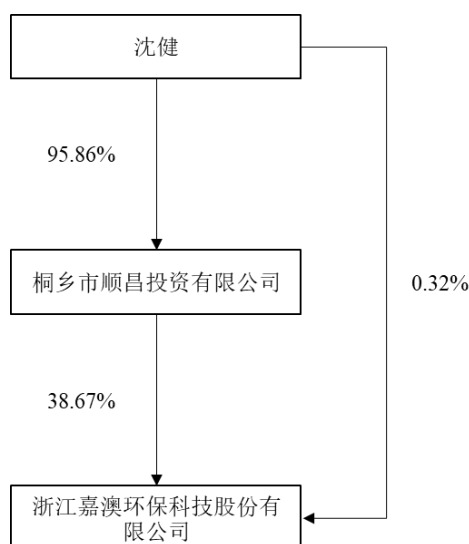 沈健
95.86%
桐乡市顺昌投资有限公司
0.32%
38.67%
浙江嘉澳环保科技股份有
限公司